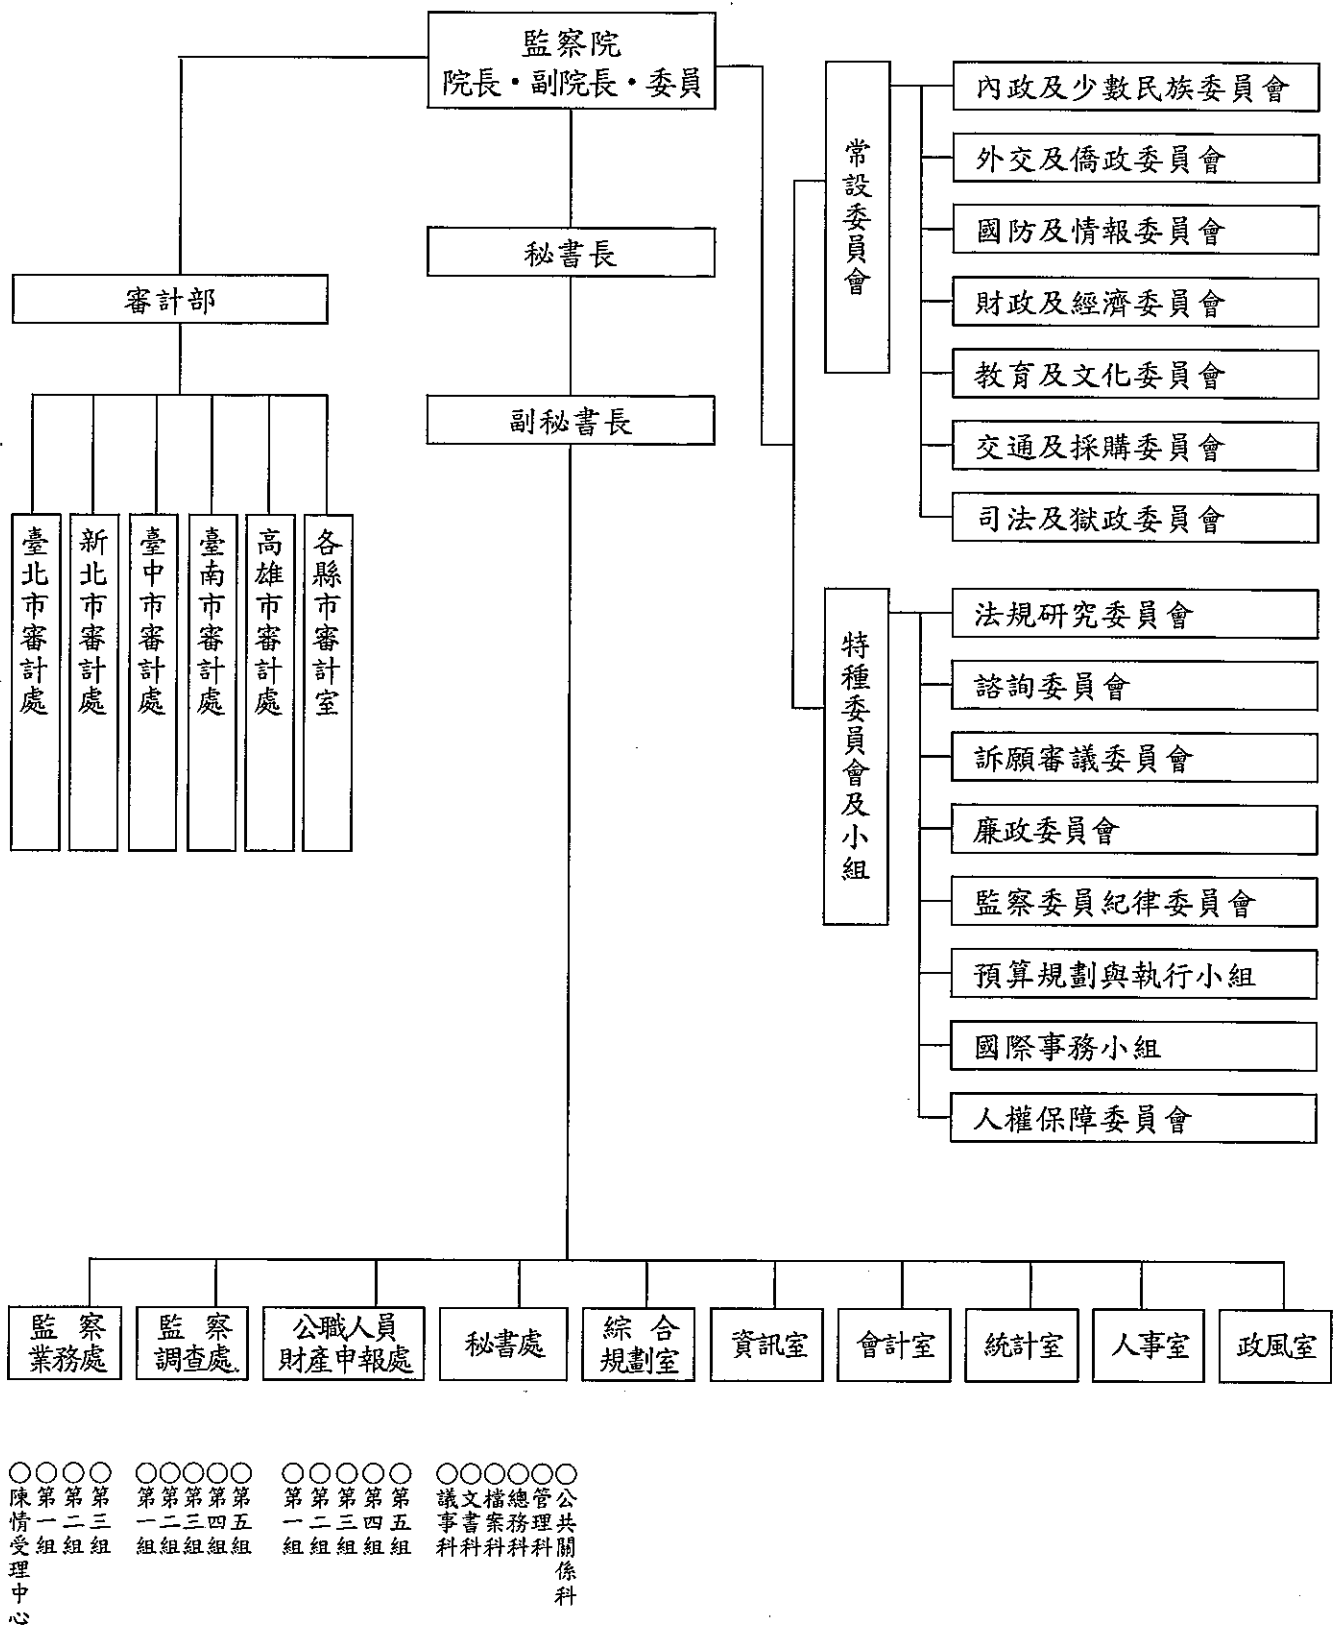 監察院
院長・副院長・委員
秘書長
副秘書長
審計部
臺北市審計處
新北市審計處
臺中市審計處
臺南市審計處
高雄市審計處
各縣市審計室
常設委員會
內政及少數民族委員會
外交及僑政委員會
國防及情報委員會
財政及經濟委員會
教育及文化委員會
交通及採購委員會
司法及獄政委員會
特種委員會及小組
法規研究委員會
諮詢委員會
訴願審議委員會
廉政委員會
監察委員紀律委員會
預算規劃與執行小組
國際事務小組
人權保障委員會
監察
業務處
監察
調查處
公職人員
財產申報處
秘書處
綜合
規劃室
資訊室
會計室
統計室
人事室
政風室
○陳情受理中心
○第一組
○第二組
○第三組
○第一組
○第二組
○第三組
○第四組
○第五組
○第一組
○第二組
○第三組
○第四組
○第五組
○議事科
○文書科
○檔案科
○總務科
○管理科
○公共關係科